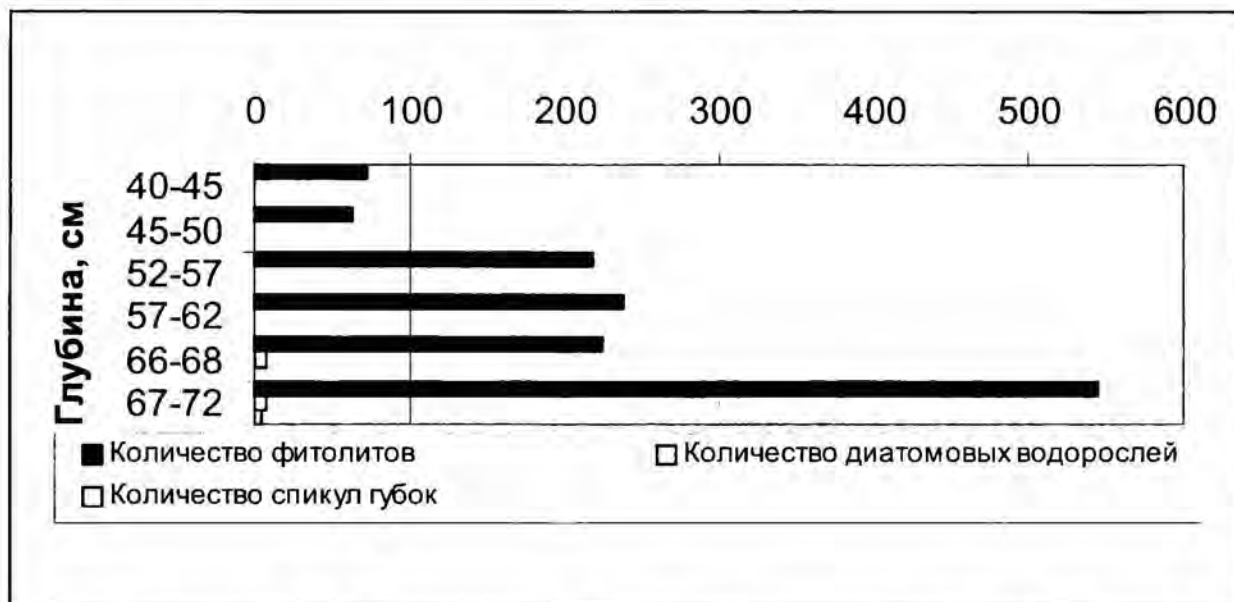 0 100 200 300 400 500 600
Глубина, см
40-45
45-50
52-57
57-62
66-68
67-72
Количество фитолитов
Количество диатомовых водорослей
Количество спикул губок